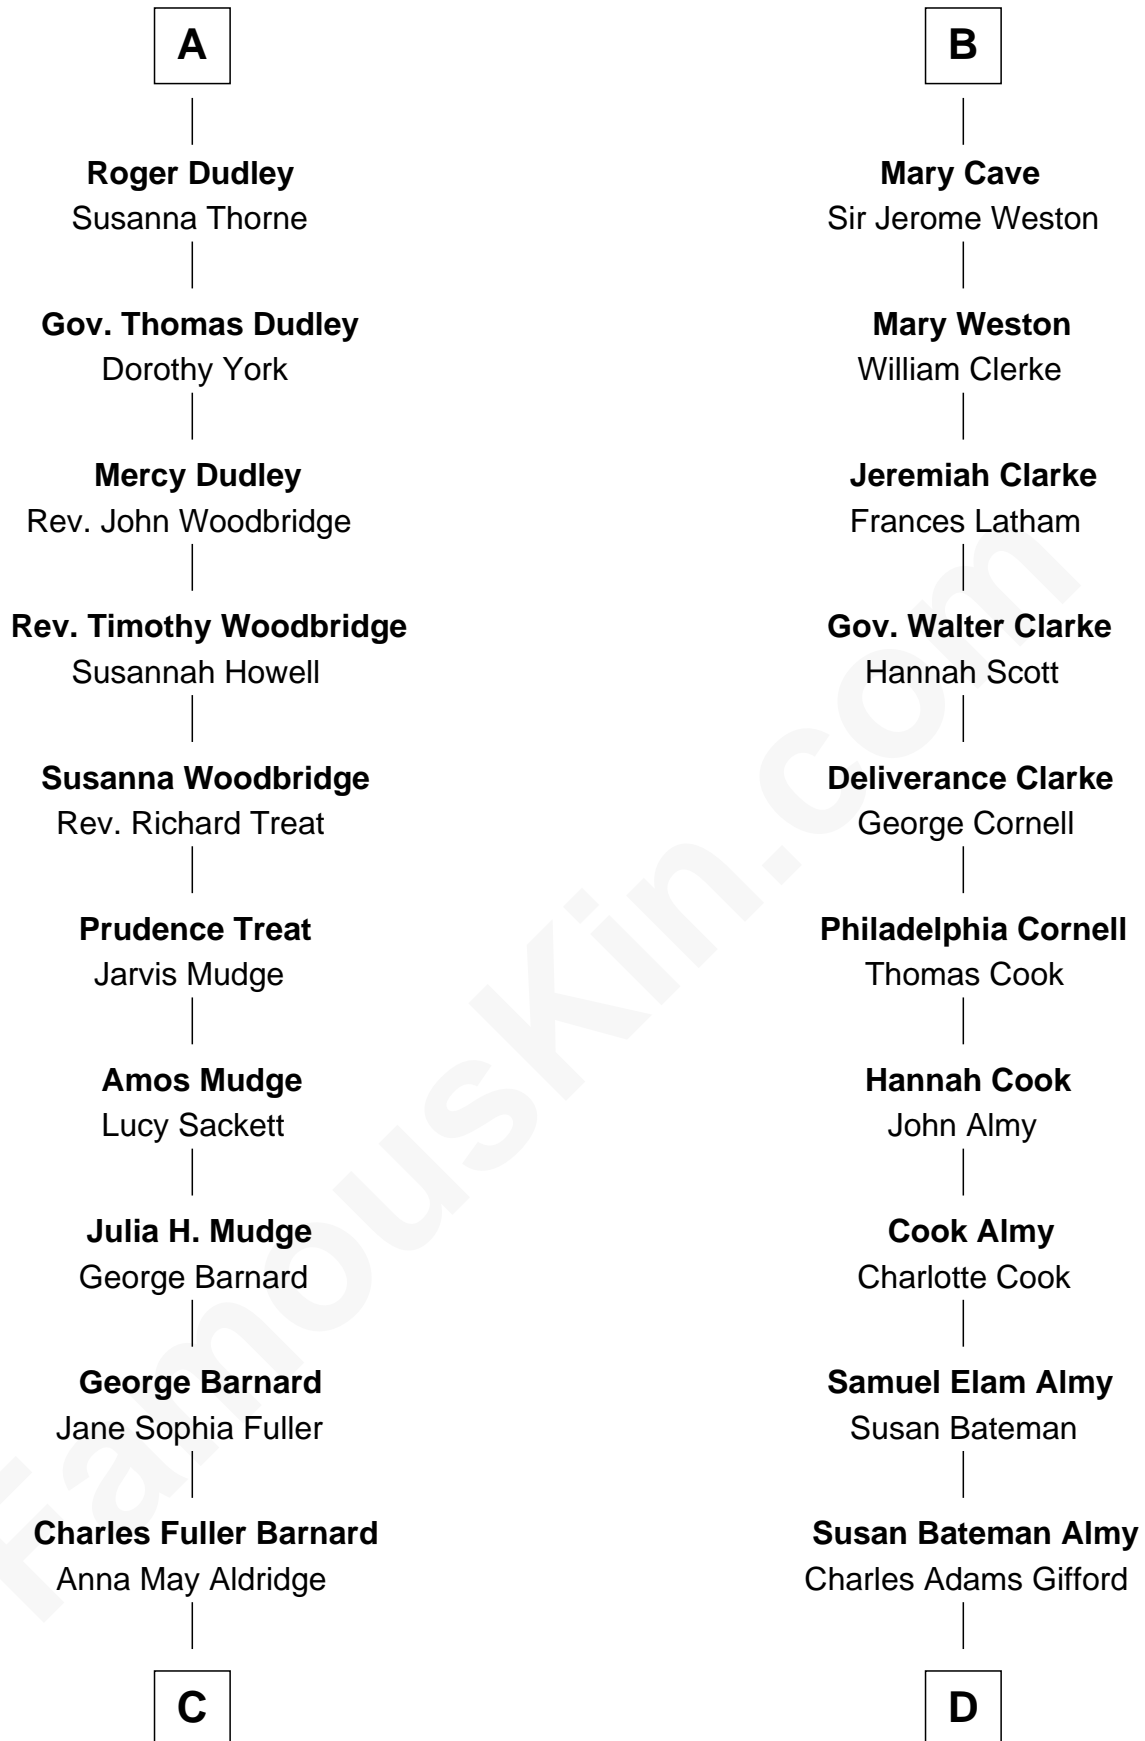 A
Roger Dudley
Susanna Thorne
Gov. Thomas Dudley
Dorothy York
Mercy Dudley
Rev. John Woodbridge
Rev. Timothy Woodbridge
Susannah Howell
Susanna Woodbridge
Rev. Richard Treat
Prudence Treat
Jarvis Mudge
Amos Mudge
Lucy Sackett
Julia H. Mudge
George Barnard
George Barnard
Jane Sophia Fuller
Charles Fuller Barnard
Anna May Aldridge
C
B
Mary Cave
Sir Jerome Weston
Mary Weston
William Clerke
Jeremiah Clarke
Frances Latham
Gov. Walter Clarke
Hannah Scott
Deliverance Clarke
George Cornell
Philadelphia Cornell
Thomas Cook
Hannah Cook
John Almy
Cook Almy
Charlotte Cook
Samuel Elam Almy
Susan Bateman
Susan Bateman Almy
Charles Adams Gifford
D
FamousKin.com